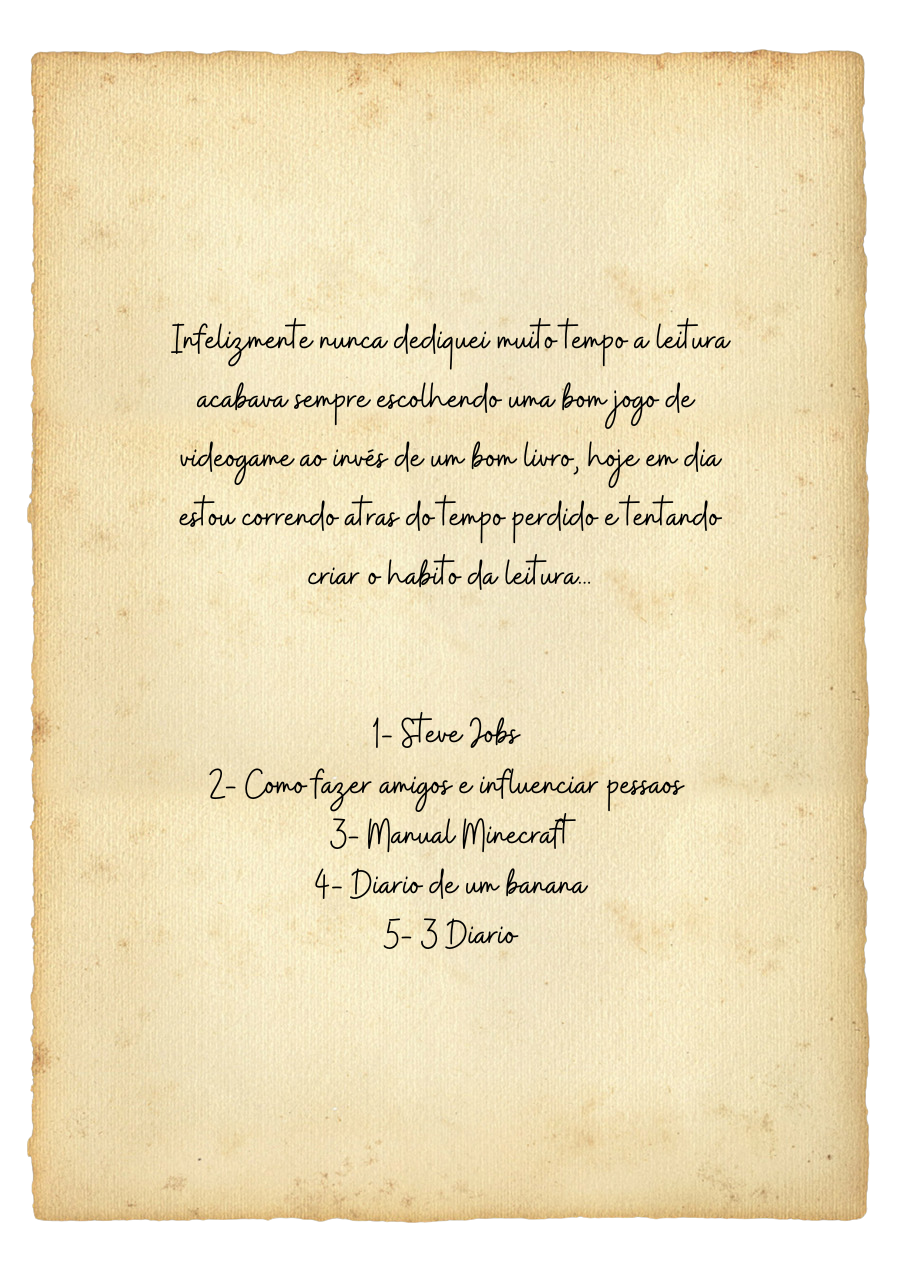 Infelizmente nunca dediquei muito tempo a leitura
acabava sempre escolhendo uma bom jogo de
videogame ao invés de um bom livro, hoje em dia
estou correndo atras do tempo perdido e tentando
criar o habito da leitura...
1- Steve Jobs
2- Como fazer amigos e influenciar pessaos
3- Manual Minecraft
4- Diario de um banana
5- 3 Diario